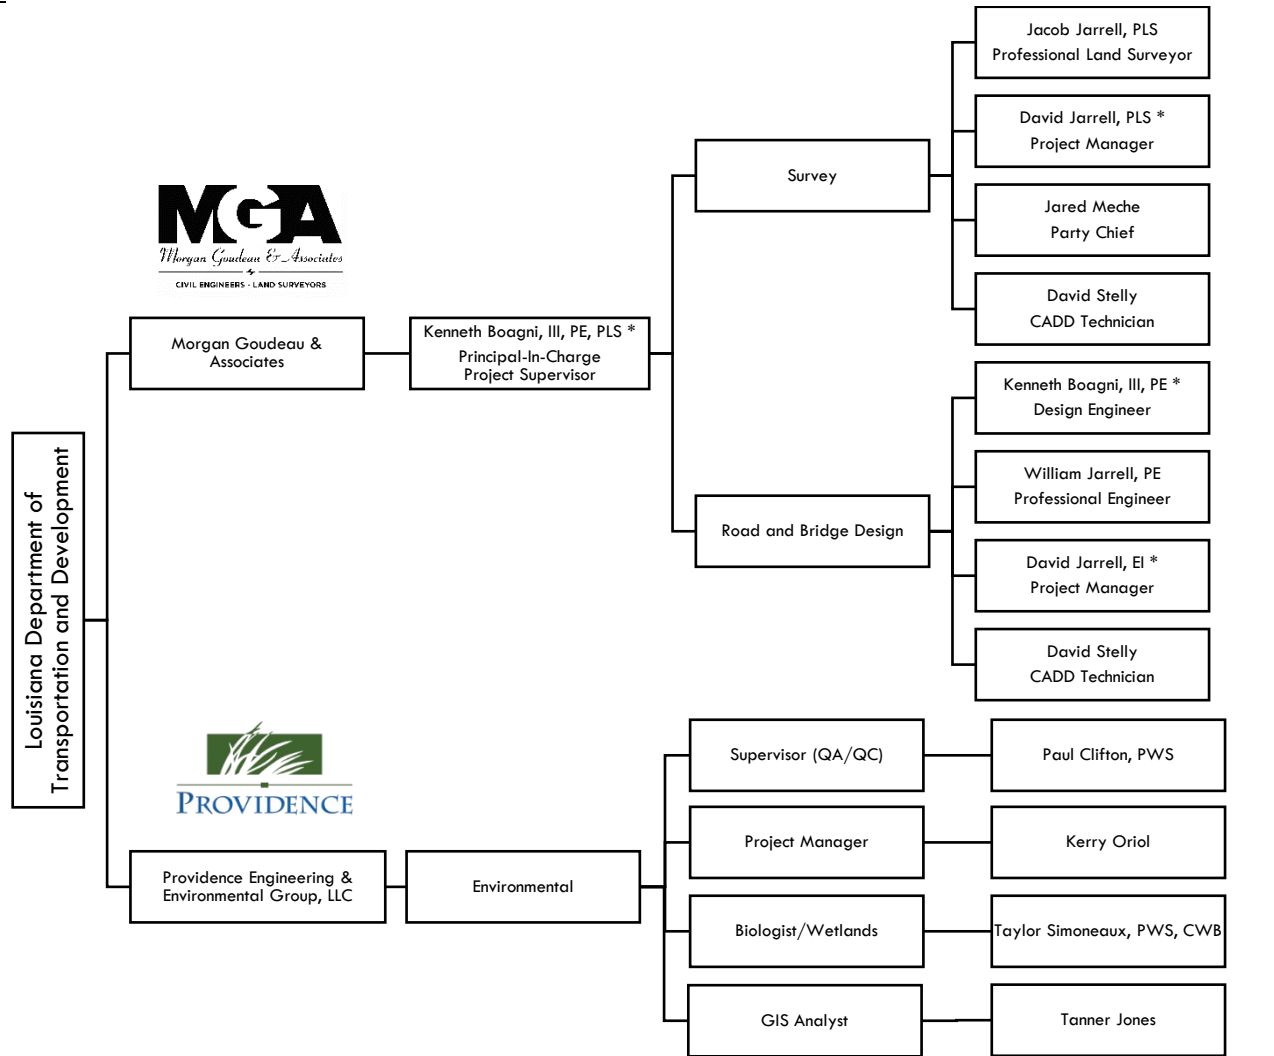 Louisiana Department of
Transportation and Development
MGA
Morgan Goudeau & Associates
CIVIL ENGINEERS · LAND SURVEYORS
Morgan Goudeau &
Associates
Kenneth Boagni, III, PE, PLS *
Principal-In-Charge
Project Supervisor
Survey
Jacob Jarrell, PLS
Professional Land Surveyor
David Jarrell, PLS *
Project Manager
Jared Meche
Party Chief
David Stelly
CADD Technician
Road and Bridge Design
Kenneth Boagni, III, PE *
Design Engineer
William Jarrell, PE
Professional Engineer
David Jarrell, EI *
Project Manager
David Stelly
CADD Technician
PROVIDENCE
Providence Engineering &
Environmental Group, LLC
Environmental
Supervisor (QA/QC)
Paul Clifton, PWS
Project Manager
Kerry Oriol
Biologist/Wetlands
Taylor Simoneaux, PWS, CWB
GIS Analyst
Tanner Jones